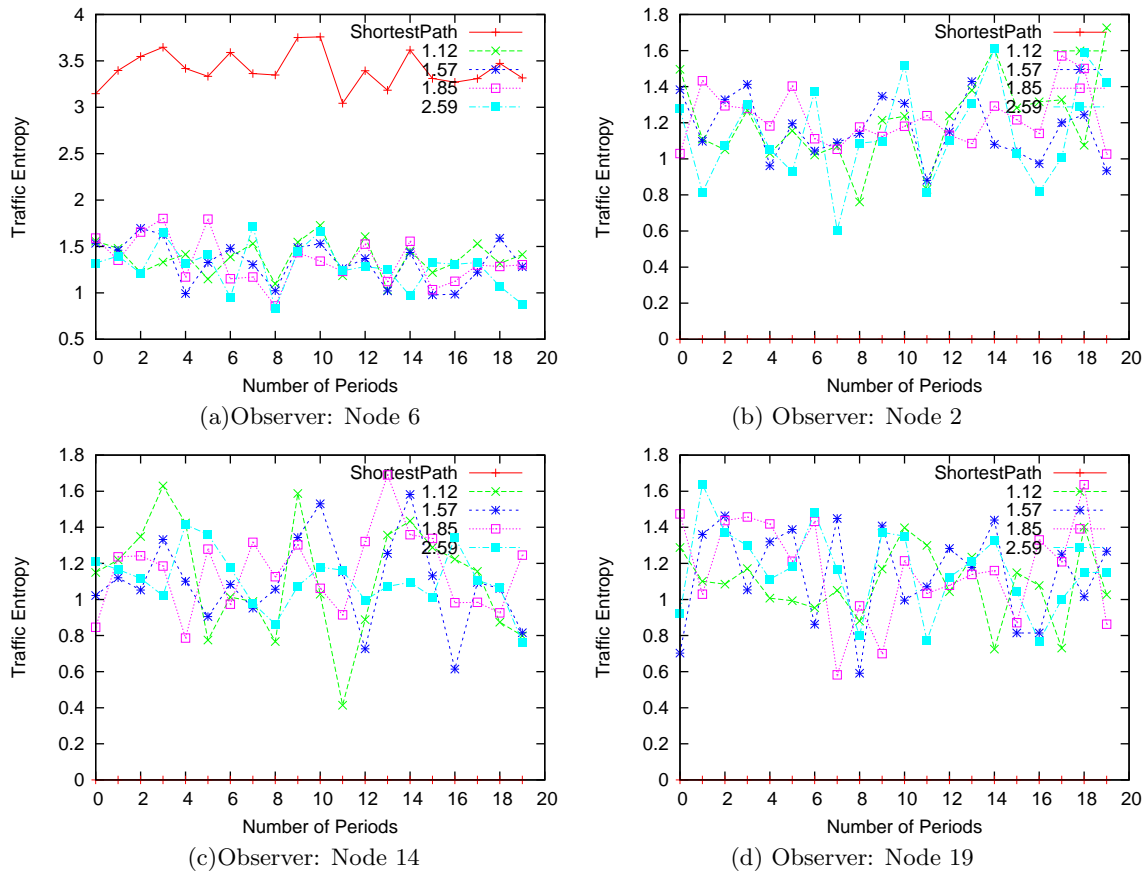 4
3.5
3
2.5
2
1.5
1
0.5
Traffic Entropy
0 2 4 6 8 10 12 14 16 18 20
Number of Periods
ShortestPath
1.12
1.57
1.85
2.59
(a)Observer: Node 6
1.8
1.6
1.4
1.2
1
0.8
0.6
0.4
0.2
0
Traffic Entropy
0 2 4 6 8 10 12 14 16 18 20
Number of Periods
ShortestPath
1.12
1.57
1.85
2.59
(b) Observer: Node 2
1.8
1.6
1.4
1.2
1
0.8
0.6
0.4
0.2
0
Traffic Entropy
0 2 4 6 8 10 12 14 16 18 20
Number of Periods
ShortestPath
1.12
1.57
1.85
2.59
(c)Observer: Node 14
1.8
1.6
1.4
1.2
1
0.8
0.6
0.4
0.2
0
Traffic Entropy
0 2 4 6 8 10 12 14 16 18 20
Number of Periods
ShortestPath
1.12
1.57
1.85
2.59
(d) Observer: Node 19